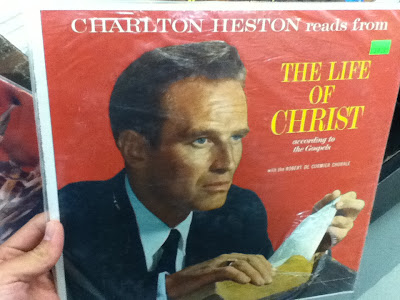 CHARLTON HESTON reads from
THE LIFE
OF
CHRIST
according to
the Gospels
with the ROBERT DE CORMIER CHORALE